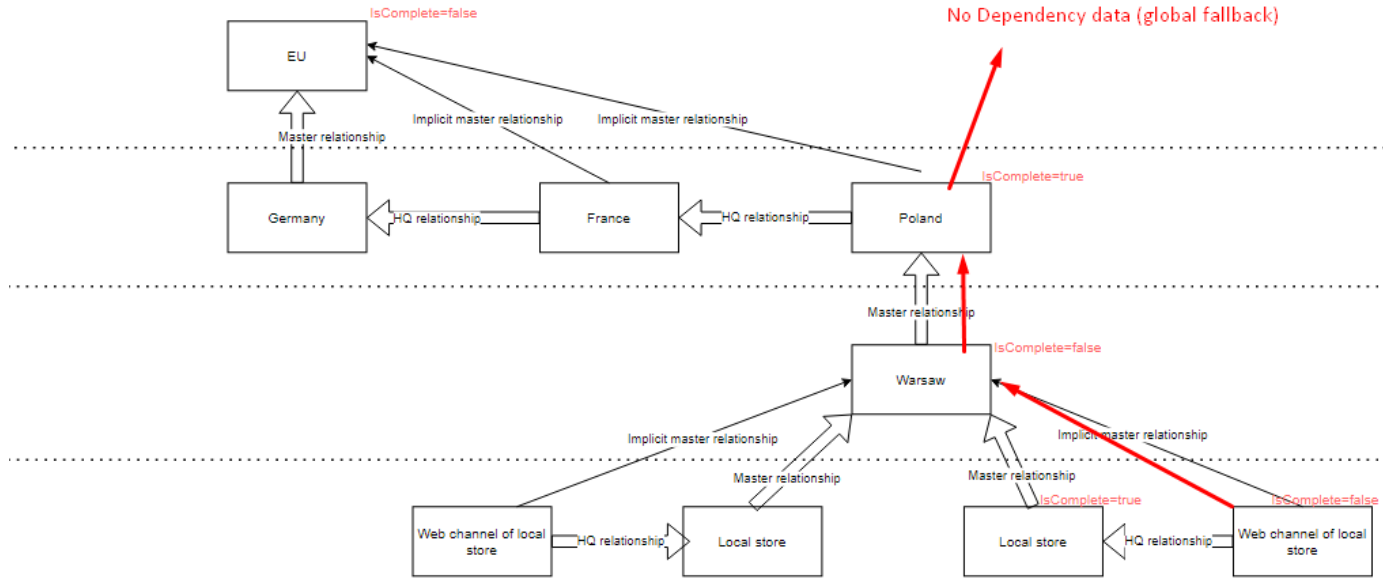 IsComplete=false
No Dependency data (global fallback)
EU
Master relationship
Implicit master relationship
Implicit master relationship
IsComplete=true
Germany
HQ relationship
France
HQ relationship
Poland
Master relationship
IsComplete=false
Warsaw
Implicit master relationship
Implicit master relationship
Master relationship
Master relationship
IsComplete=true
IsComplete=false
Web channel of local
store
HQ relationship
Local store
Local store
HQ relationship
Web channel of local
store